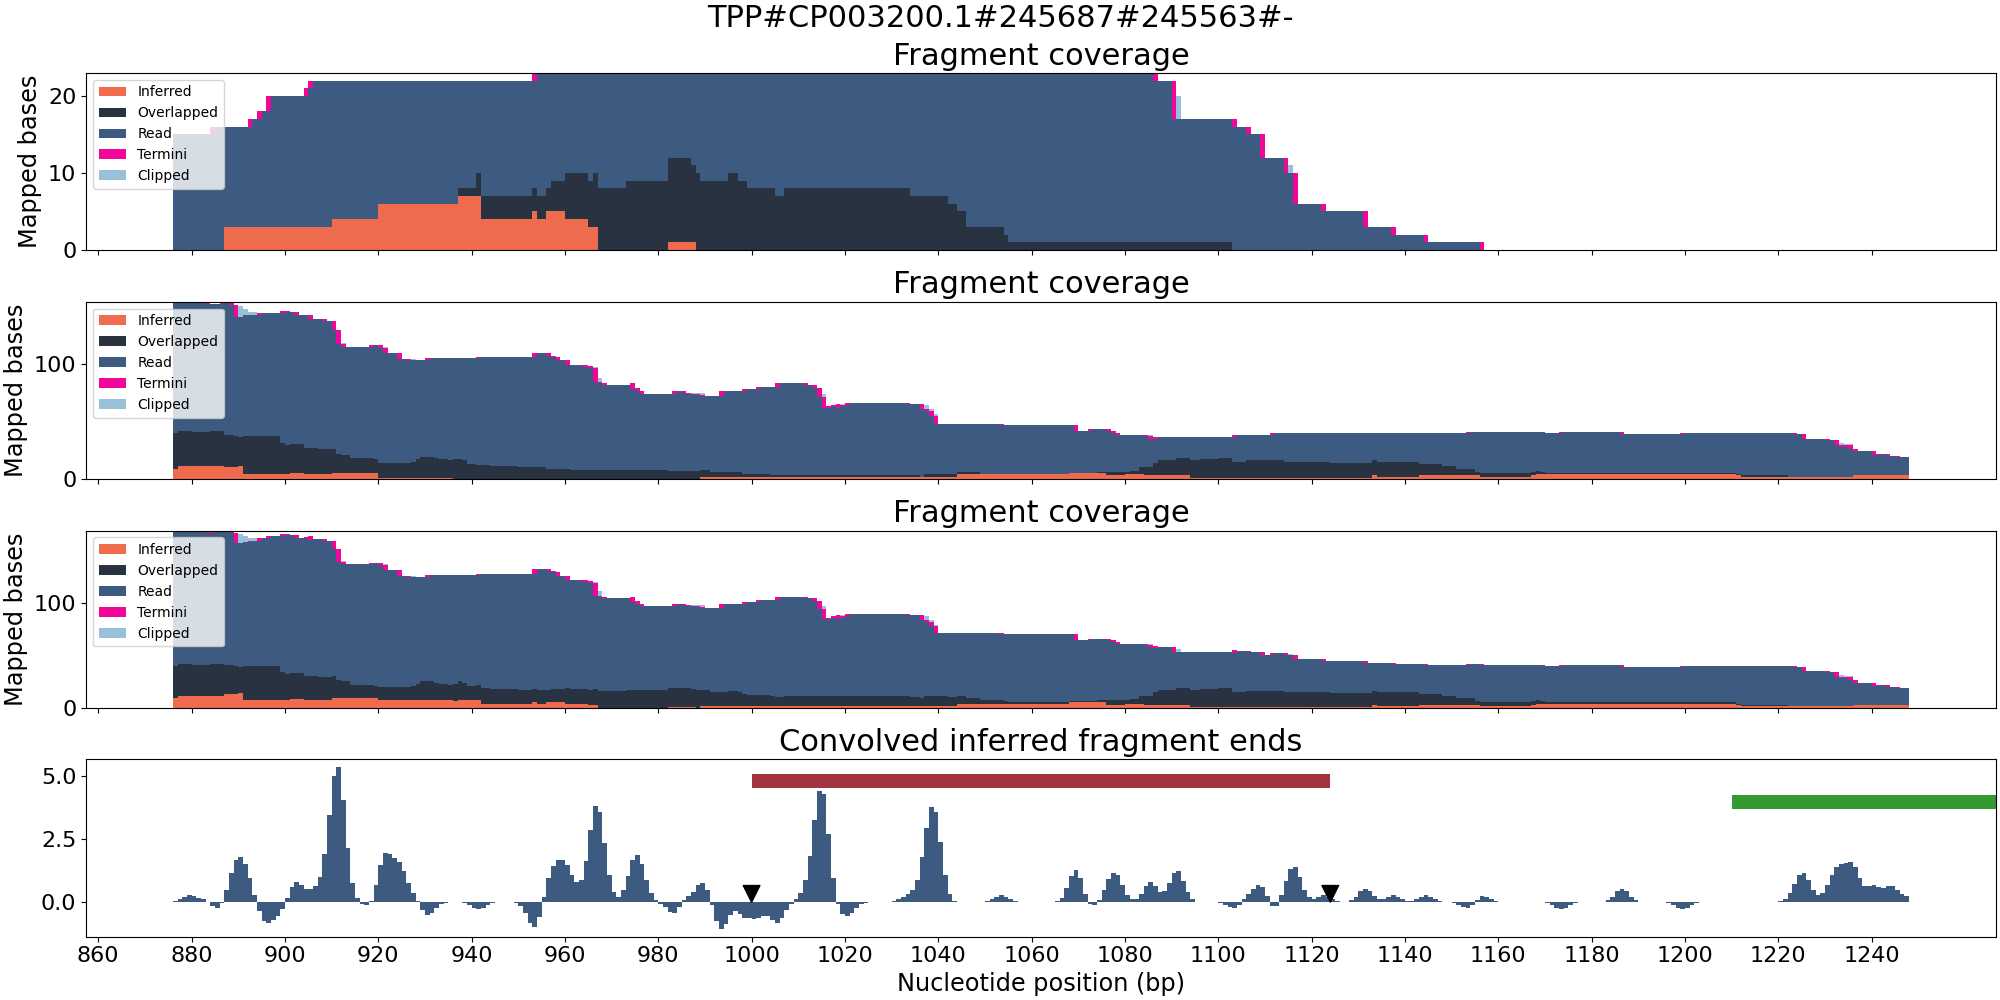 TPP#CP003200.1#245687#245563#-
Fragment coverage
Mapped bases
20
10
0
Inferred
Overlapped
Read
Termini
Clipped
Fragment coverage
Mapped bases
100
0
Inferred
Overlapped
Read
Termini
Clipped
Fragment coverage
Mapped bases
100
0
Inferred
Overlapped
Read
Termini
Clipped
Convolved inferred fragment ends
5.0
2.5
0.0
860 880 900 920 940 960 980 1000 1020 1040 1060 1080 1100 1120 1140 1160 1180 1200 1220 1240
Nucleotide position (bp)